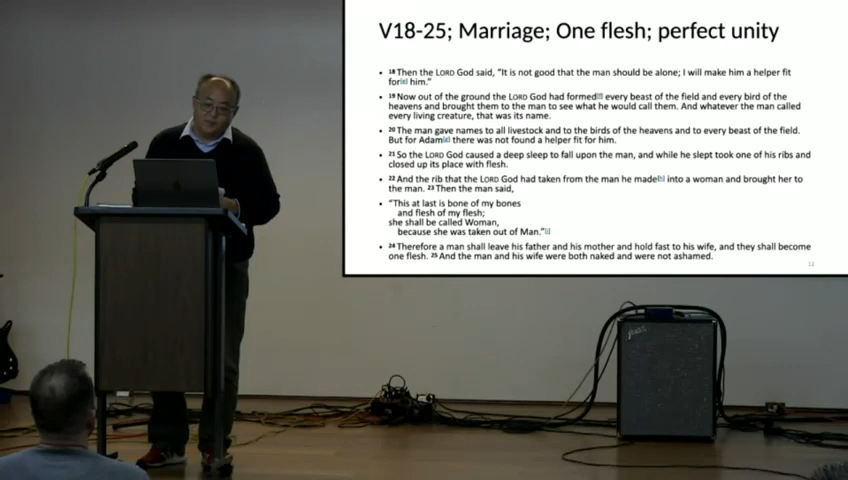 V18-25; Marriage; One flesh; perfect unity
• 18 Then the LORD God said, “It is not good that the man should be alone; I will make him a helper fit
for[e] him.”
• 19 Now out of the ground the LORD God had formed[f] every beast of the field and every bird of the
heavens and brought them to the man to see what he would call them. And whatever the man called
every living creature, that was its name.
• 20 The man gave names to all livestock and to the birds of the heavens and to every beast of the field.
But for Adam[g] there was not found a helper fit for him.
• 21 So the LORD God caused a deep sleep to fall upon the man, and while he slept took one of his ribs and
closed up its place with flesh.
• 22 And the rib that the LORD God had taken from the man he made[h] into a woman and brought her to
the man. 23 Then the man said,
• “This at last is bone of my bones
and flesh of my flesh;
she shall be called Woman,
because she was taken out of Man.”[i]
• 24 Therefore a man shall leave his father and his mother and hold fast to his wife, and they shall become
one flesh. 25 And the man and his wife were both naked and were not ashamed.
12